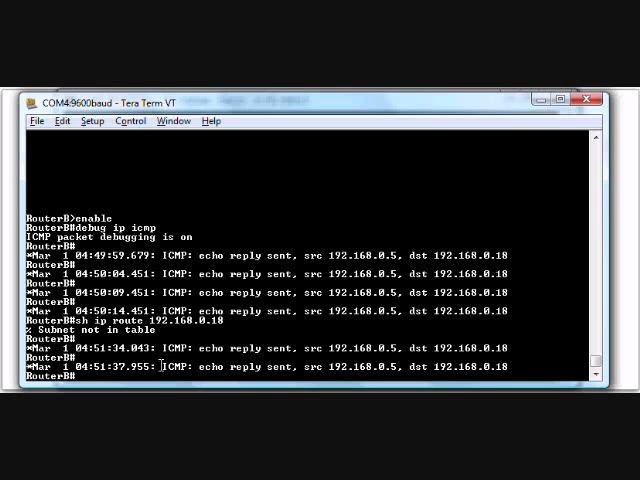 COM4:9600baud - Tera Term VT
File Edit Setup Control Window Help
RouterB>enable
RouterB#debug ip icmp
ICMP packet debugging is on
RouterB#
*Mar 1 04:49:59.679: ICMP: echo reply sent, src 192.168.0.5, dst 192.168.0.18
RouterB#
*Mar 1 04:50:04.451: ICMP: echo reply sent, src 192.168.0.5, dst 192.168.0.18
RouterB#
*Mar 1 04:50:09.451: ICMP: echo reply sent, src 192.168.0.5, dst 192.168.0.18
RouterB#
*Mar 1 04:50:14.451: ICMP: echo reply sent, src 192.168.0.5, dst 192.168.0.18
RouterB#sh ip route 192.168.0.18
% Subnet not in table
RouterB#
*Mar 1 04:51:34.043: ICMP: echo reply sent, src 192.168.0.5, dst 192.168.0.18
RouterB#
*Mar 1 04:51:37.955: ICMP: echo reply sent, src 192.168.0.5, dst 192.168.0.18
RouterB#